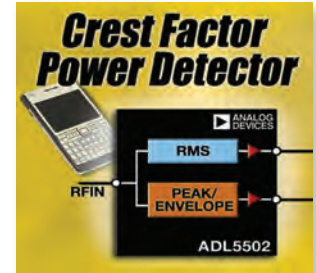 Crest Factor
Power Detector
ANALOG
DEVICES
RMS
RFIN
PEAK/
ENVELOPE
ADL5502